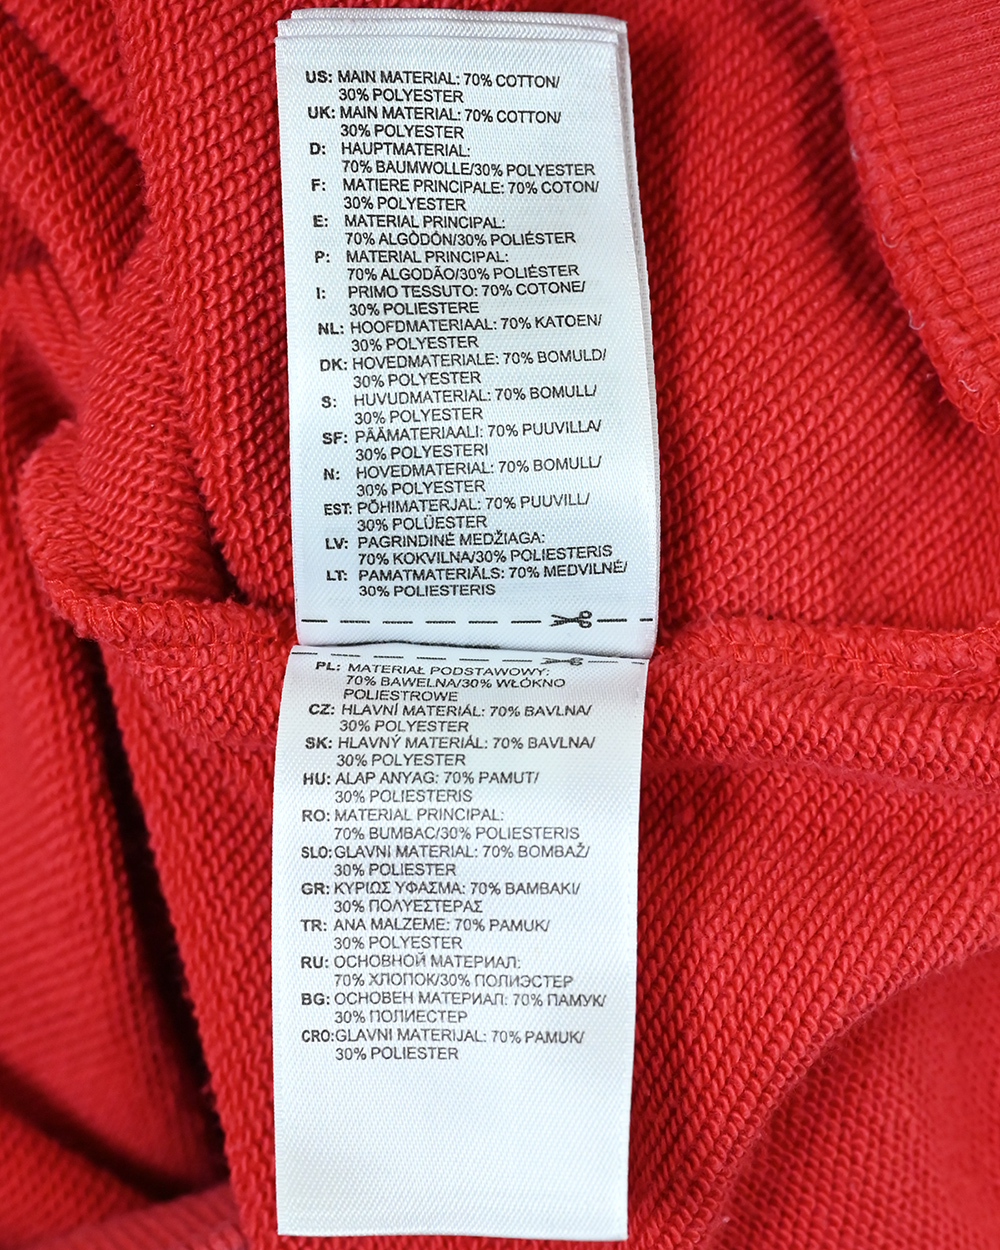 US: MAIN MATERIAL: 70% COTTON/
30% POLYESTER
UK: MAIN MATERIAL: 70% COTTON/
30% POLYESTER
D: HAUPTMATERIAL:
70% BAUMWOLLE/30% POLYESTER
F: MATIERE PRINCIPALE: 70% COTON/
30% POLYESTER
E: MATERIAL PRINCIPAL:
70% ALGÒDÓN/30% POLIÉSTER
P: MATERIAL PRINCIPAL:
70% ALGODÃO/30% POLIÉSTER
I: PRIMO TESSUTO: 70% COTONE/
30% POLIESTERE
NL: HOOFDMATERIAAL: 70% KATOEN/
30% POLYESTER
DK: HOVEDMATERIALE: 70% BOMULD/
30% POLYESTER
S: HUVUDMATERIAL: 70% BOMULL/
30% POLYESTER
SF: PÄÄMATERIAALI: 70% PUUVILLA/
30% POLYESTERI
N: HOVEDMATERIAL: 70% BOMULL/
30% POLYESTER
EST: PÕHIMATERJAL: 70% PUUVILL/
30% POLÜESTER
LV: PAGRINDINĖ MEDŽIAGA:
70% KOKVILNA/30% POLIESTERIS
LT: PAMATMATERIĀLS: 70% MEDVILNĖ/
30% POLIESTERIS
PL: MATERIAŁ PODSTAWOWY:
70% BAWEŁNA/30% WŁÓKNO
POLIESTROWE
CZ: HLAVNÍ MATERIÁL: 70% BAVLNA/
30% POLYESTER
SK: HLAVNÝ MATERIÁL: 70% BAVLNA/
30% POLYESTER
HU: ALAP ANYAG: 70% PAMUT/
30% POLIESTERIS
RO: MATERIAL PRINCIPAL:
70% BUMBAC/30% POLIESTERIS
SLO: GLAVNI MATERIAL: 70% BOMBAŽ/
30% POLIESTER
GR: ΚΥΡΙΩΣ ΥΦΑΣΜΑ: 70% ΒΑΜΒΑΚΙ/
30% ΠΟΛΥΕΣΤΕΡΑΣ
TR: ANA MALZEME: 70% PAMUK/
30% POLYESTER
RU: ОСНОВНОЙ МАТЕРИАЛ:
70% ХЛОПОК/30% ПОЛИЭСТЕР
BG: ОСНОВЕН МАТЕРИАЛ: 70% ПАМУК/
30% ПОЛИЕСТЕР
CRO: GLAVNI MATERIJAL: 70% PAMUK/
30% POLIESTER